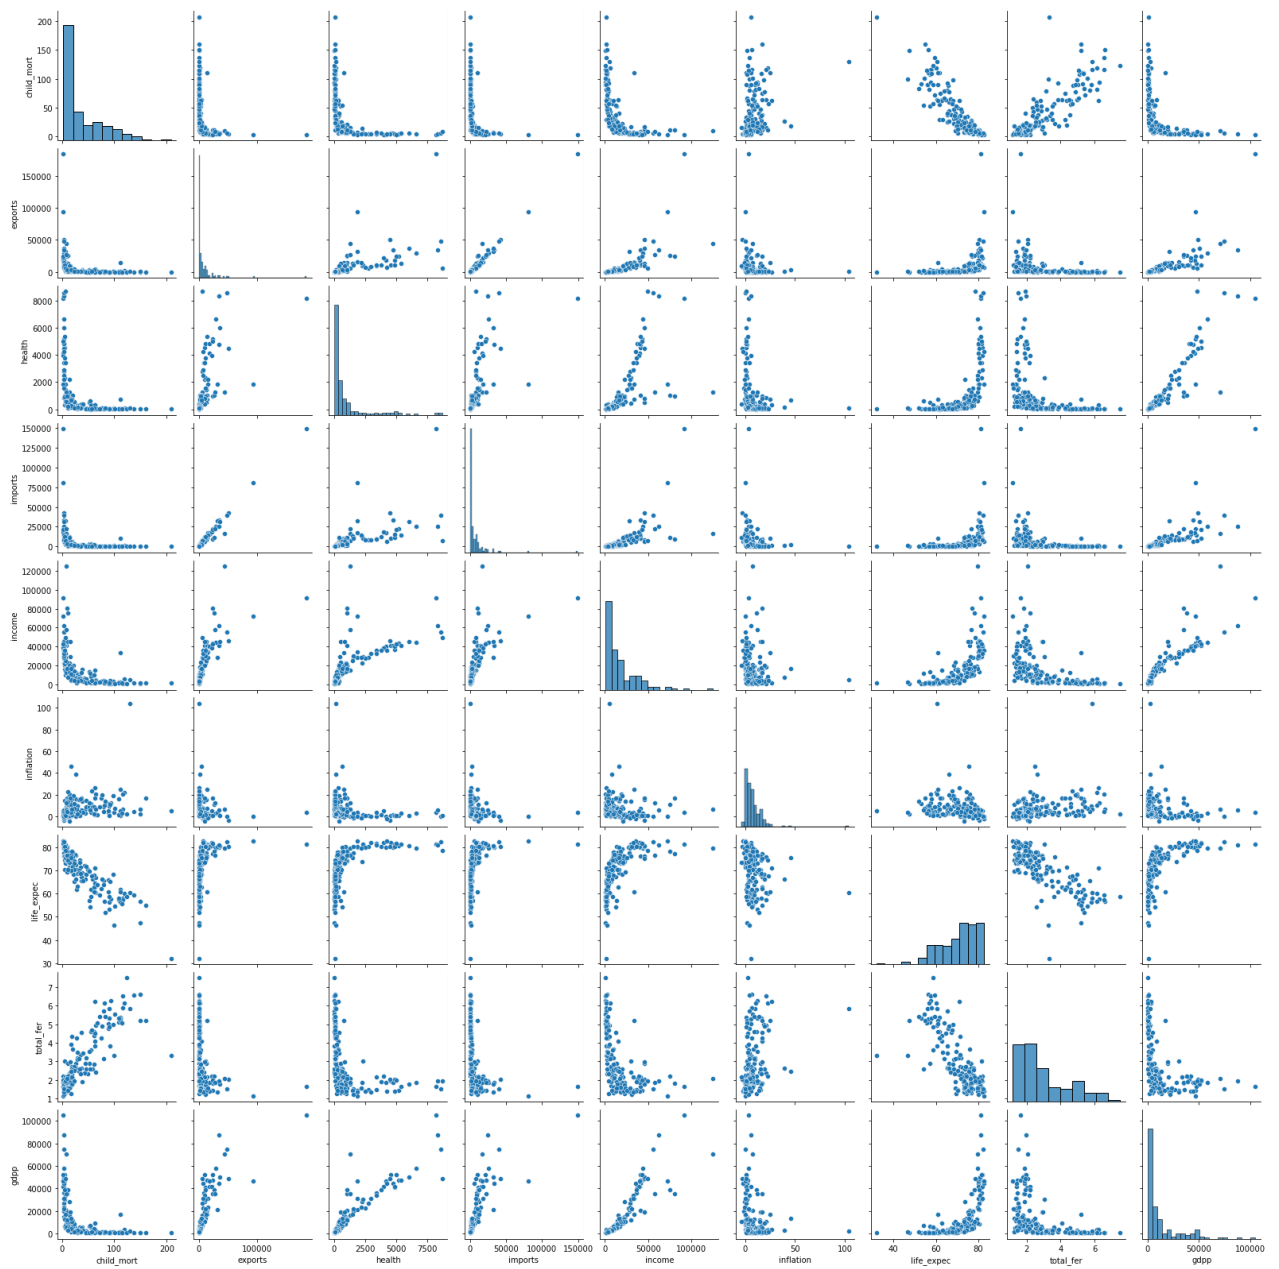 child_mort
200
150
100
50
0
exports
150000
100000
50000
0
health
8000
6000
4000
2000
0
imports
150000
125000
100000
75000
50000
25000
0
income
120000
100000
80000
60000
40000
20000
0
inflation
100
80
60
40
20
0
life_expec
80
70
60
50
40
30
total_fer
7
6
5
4
3
2
1
gdpp
100000
80000
60000
40000
20000
0
0 100 200
child_mort
0 100000
exports
0 2500 5000 7500
health
0 50000 100000 150000
imports
0 50000 100000
income
0 50 100
inflation
40 60 80
life_expec
2 4 6
total_fer
0 50000 100000
gdpp